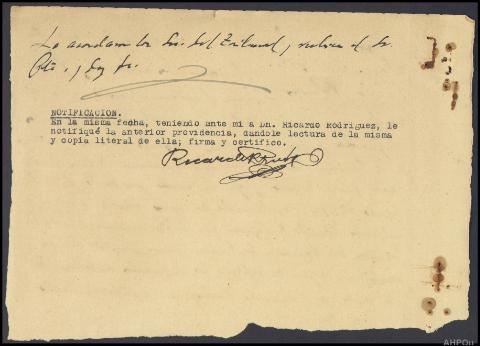 Lo acordaron los Sres. del Tribunal, y rubrica el Sr.
Pte., y doy fe.
NOTIFICACION.
En la misma fecha, teniendo ante mi a Dn. Ricardo Rodriguez, le
notifiqué la anterior providencia, dandole lectura de la misma
y copia literal de ella; firma y certifico.
Ricardo R
AHPOu